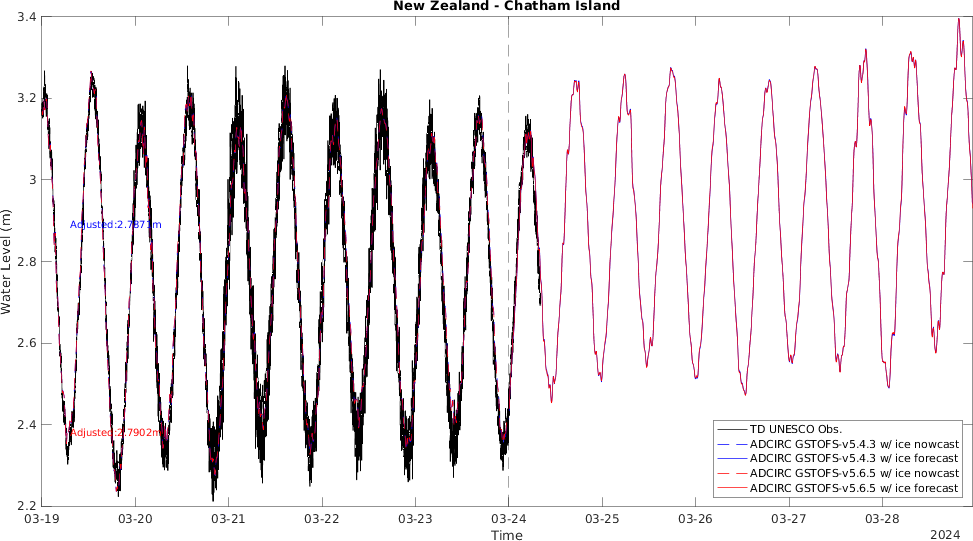 New Zealand - Chatham Island
3.4
3.2
3
2.8
2.6
2.4
2.2
Water Level (m)
Adjusted:2.7871m
Adjusted:2.7902m
TD UNESCO Obs.
ADCIRC GSTOFS-v5.4.3 w/ ice nowcast
ADCIRC GSTOFS-v5.4.3 w/ ice forecast
ADCIRC GSTOFS-v5.6.5 w/ ice nowcast
ADCIRC GSTOFS-v5.6.5 w/ ice forecast
03-19 03-20 03-21 03-22 03-23 03-24 03-25 03-26 03-27 03-28
Time
2024